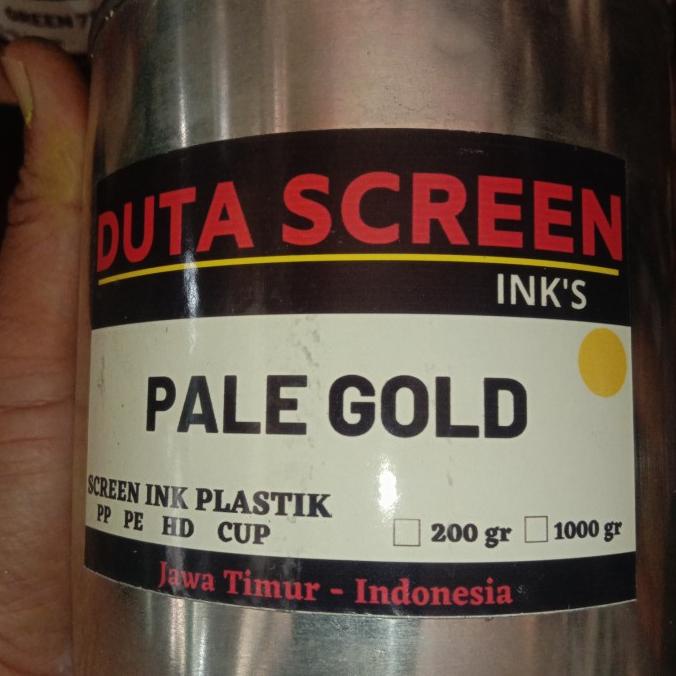 DUTA SCREEN
INK'S
PALE GOLD
SCREEN INK PLASTIK
PP PE HD CUP
200 gr 1000 gr
Jawa Timur - Indonesia